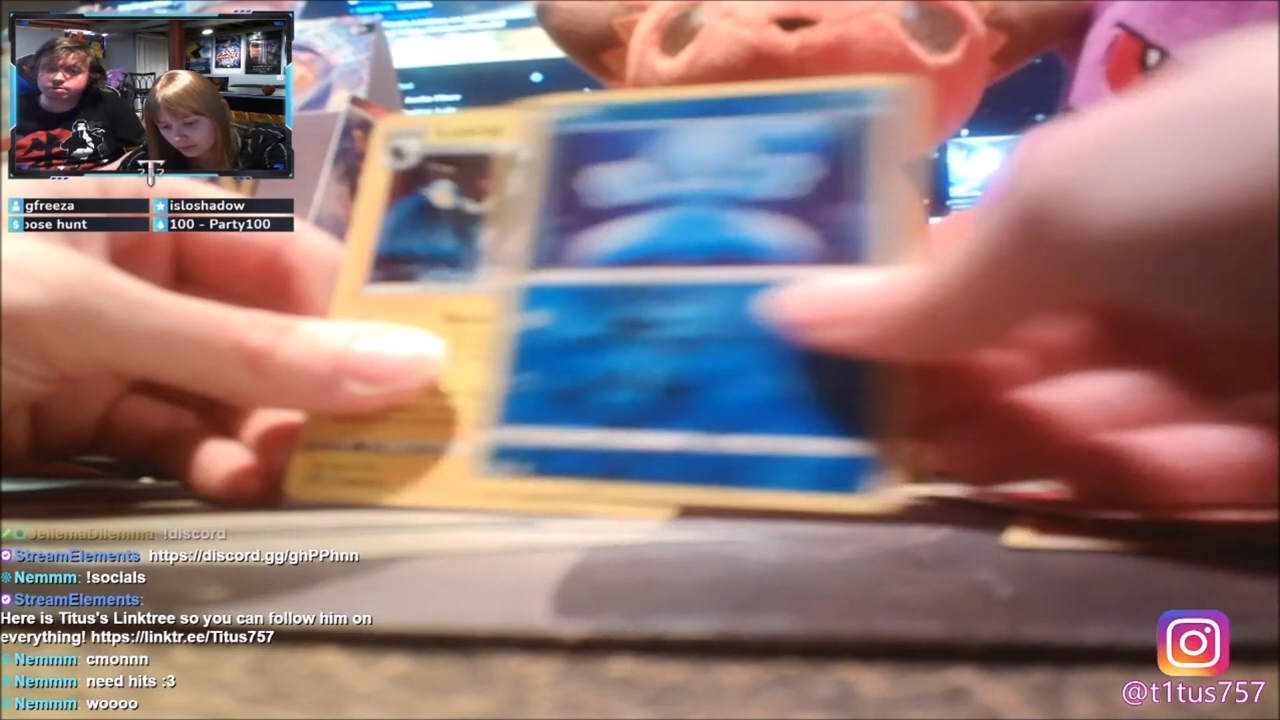 gfreeza
isloshadow
ose hunt
100 - Party100
JellemaDilemma !discord
StreamElements https://discord.gg/ghPPhnn
Nemmm: !socials
StreamElements:
Here is Titus's Linktree so you can follow him on
everything! https://linktr.ee/Titus757
Nemmm: cmonnn
Nemmm: need hits :3
Nemmm: woooo
@t1tus757